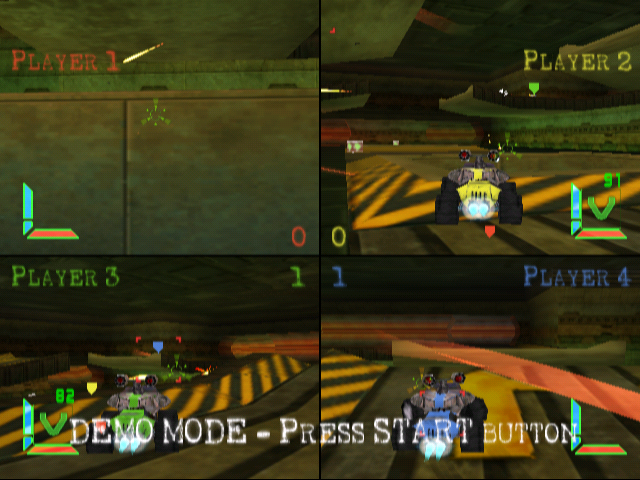 PLAYER 1
PLAYER 2
91
0
0
PLAYER 3
1
1
PLAYER 4
82
DEMO MODE - PRESS START BUTTON